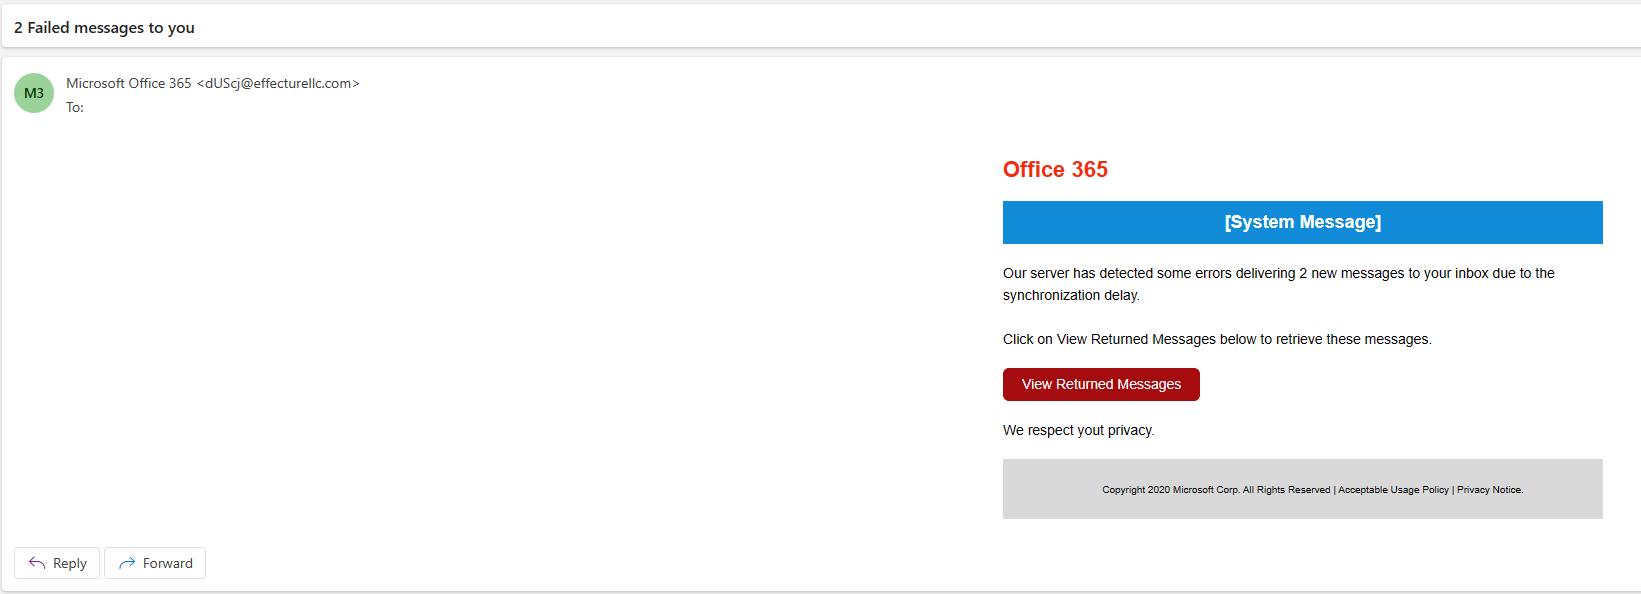 2 Failed messages to you
M3
Microsoft Office 365 <dUScj@effecturellc.com>
To:
Office 365
[System Message]
Our server has detected some errors delivering 2 new messages to your inbox due to the
synchronization delay.
Click on View Returned Messages below to retrieve these messages.
View Returned Messages
We respect yout privacy.
Copyright 2020 Microsoft Corp. All Rights Reserved | Acceptable Usage Policy | Privacy Notice.
Reply
Forward